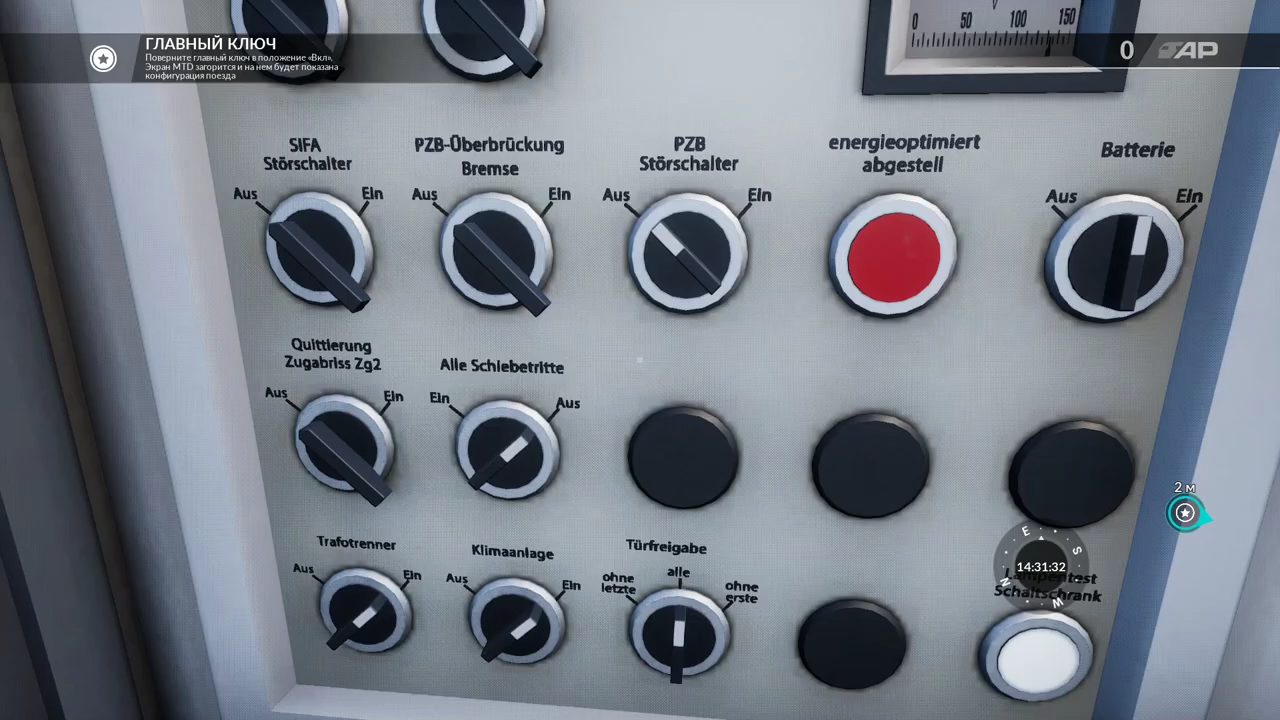 ГЛАВНЫЙ КЛЮЧ
Поверните главный ключ в положение «Вкл».
Экран MTD загорится и на нем будет показана
конфигурация поезда
0 50 100 150
V
0 AP
SIFA
Störschalter
Aus Ein
PZB-Überbrückung
Bremse
Aus Ein
PZB
Störschalter
Aus Ein
energieoptimiert
abgestell
Batterie
Aus Ein
Quittierung
Zugabriss Zg2
Aus Ein
Alle Schiebetritte
Ein Aus
2 м
Trafotrenner
Aus Ein
Klimaanlage
Aus Ein
Türfreigabe
ohne
letzte
alle
ohne
erste
E
S
N
W
14:31:32
Lampentest
Schaltschrank